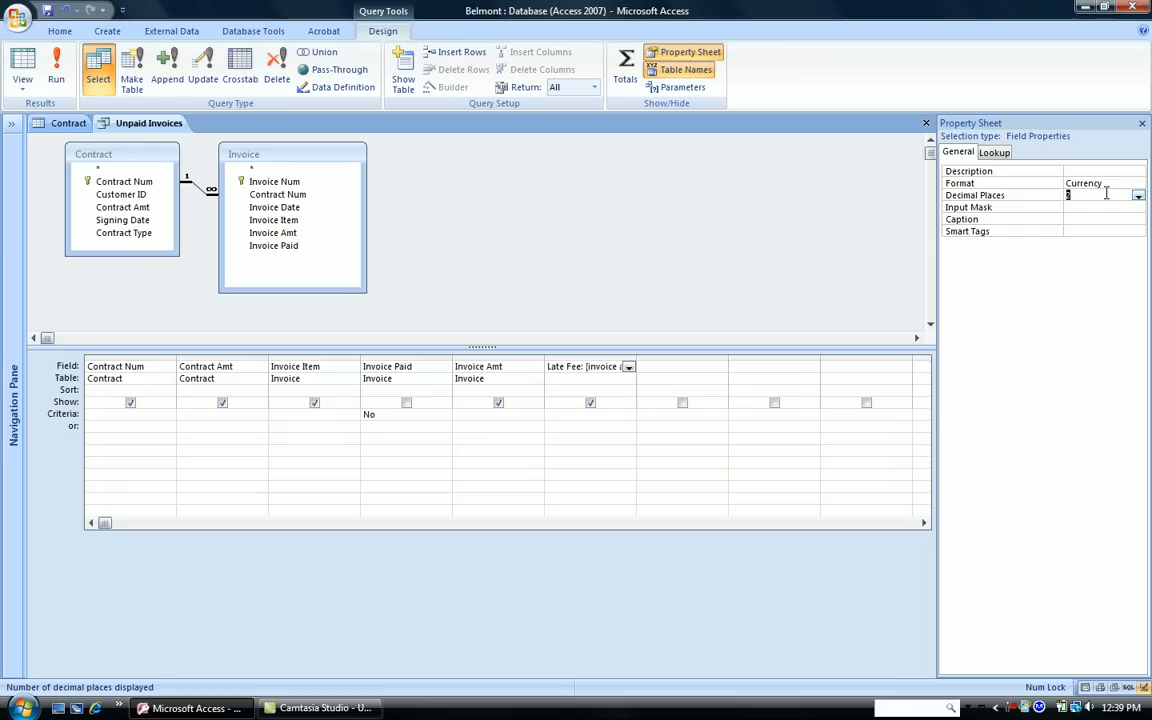 Query Tools
Belmont : Database (Access 2007) - Microsoft Access
Home Create External Data Database Tools Acrobat Design
View Run Select Make Table Append Update Crosstab Delete
Union
Pass-Through
Data Definition
Show Table
Insert Rows
Delete Rows
Builder
Insert Columns
Delete Columns
Return: All
Totals
Property Sheet
Table Names
Parameters
Results Query Type Query Setup Show/Hide
Contract Unpaid Invoices
Navigation Pane
Contract
*
Contract Num
Customer ID
Contract Amt
Signing Date
Contract Type
1 ∞
Invoice
*
Invoice Num
Contract Num
Invoice Date
Invoice Item
Invoice Amt
Invoice Paid
Field: Contract Num Contract Amt Invoice Item Invoice Paid Invoice Amt Late Fee: [invoice
Table: Contract Contract Invoice Invoice Invoice
Sort:
Show:
Criteria: No
or:
Property Sheet
Selection type: Field Properties
General Lookup
Description
Format Currency
Decimal Places 2
Input Mask
Caption
Smart Tags
Number of decimal places displayed
Num Lock
SQL
Microsoft Access - ...
Camtasia Studio - U...
12:39 PM